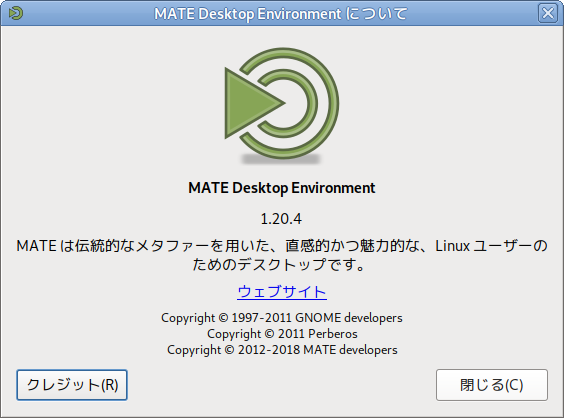 MATE Desktop Environment について
MATE Desktop Environment
1.20.4
MATE は伝統的なメタファーを用いた、直感的かつ魅力的な、Linux ユーザーの
ためのデスクトップです。
ウェブサイト
Copyright © 1997-2011 GNOME developers
Copyright © 2011 Perberos
Copyright © 2012-2018 MATE developers
クレジット(R)
閉じる(C)